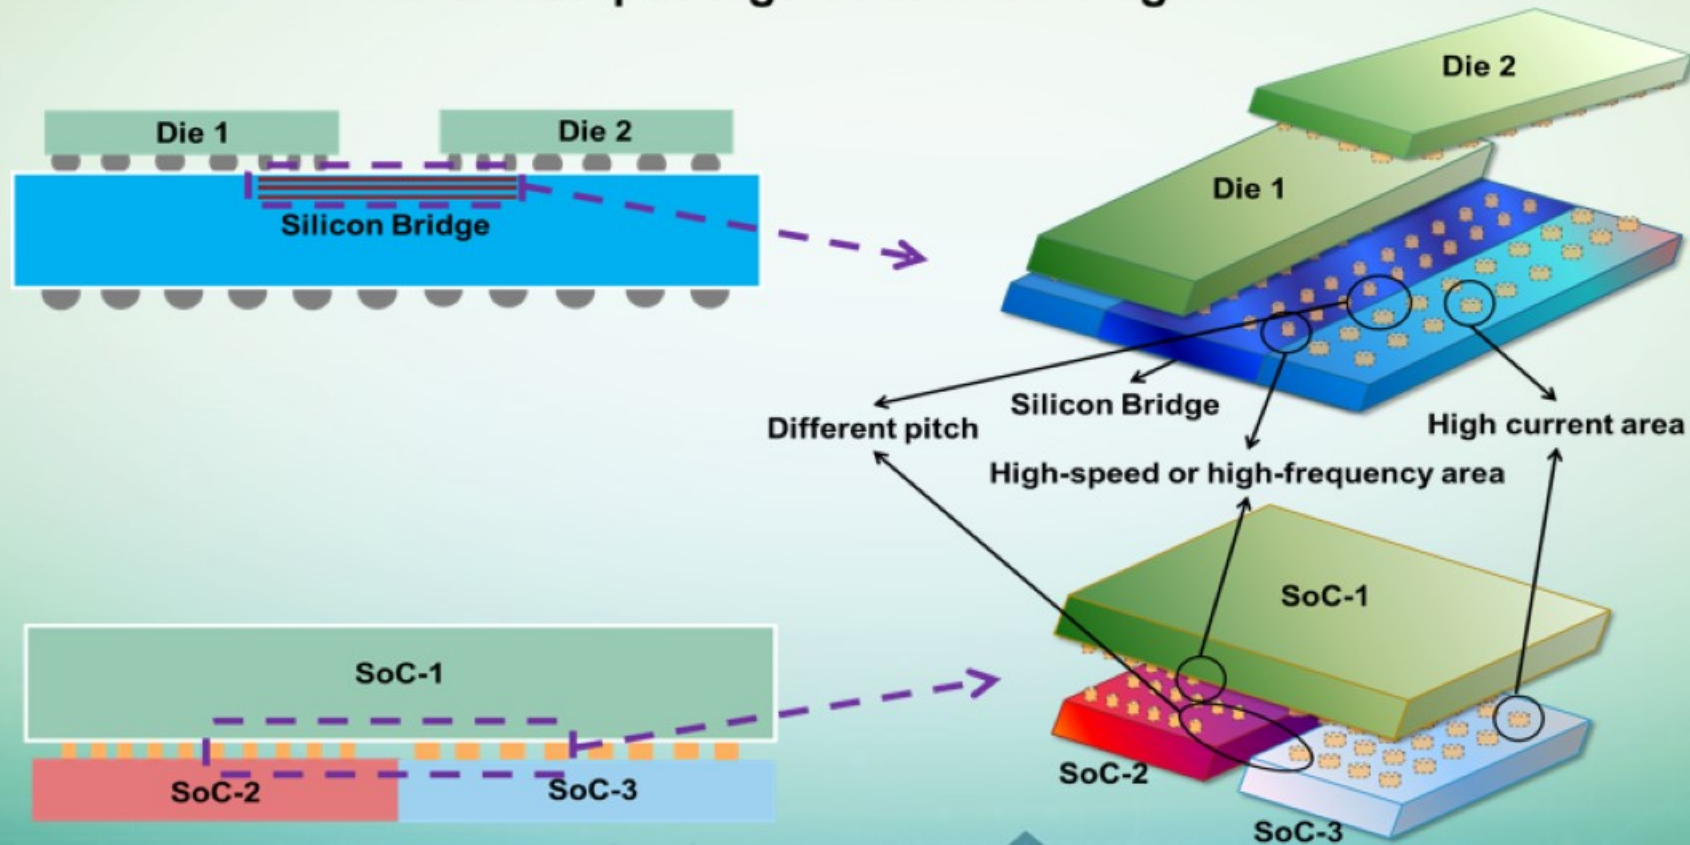 Die 1
Die 2
Silicon Bridge
Die 2
Die 1
Silicon Bridge
Different pitch
High current area
High-speed or high-frequency area
SoC-1
SoC-2
SoC-3
SoC-1
SoC-2
SoC-3